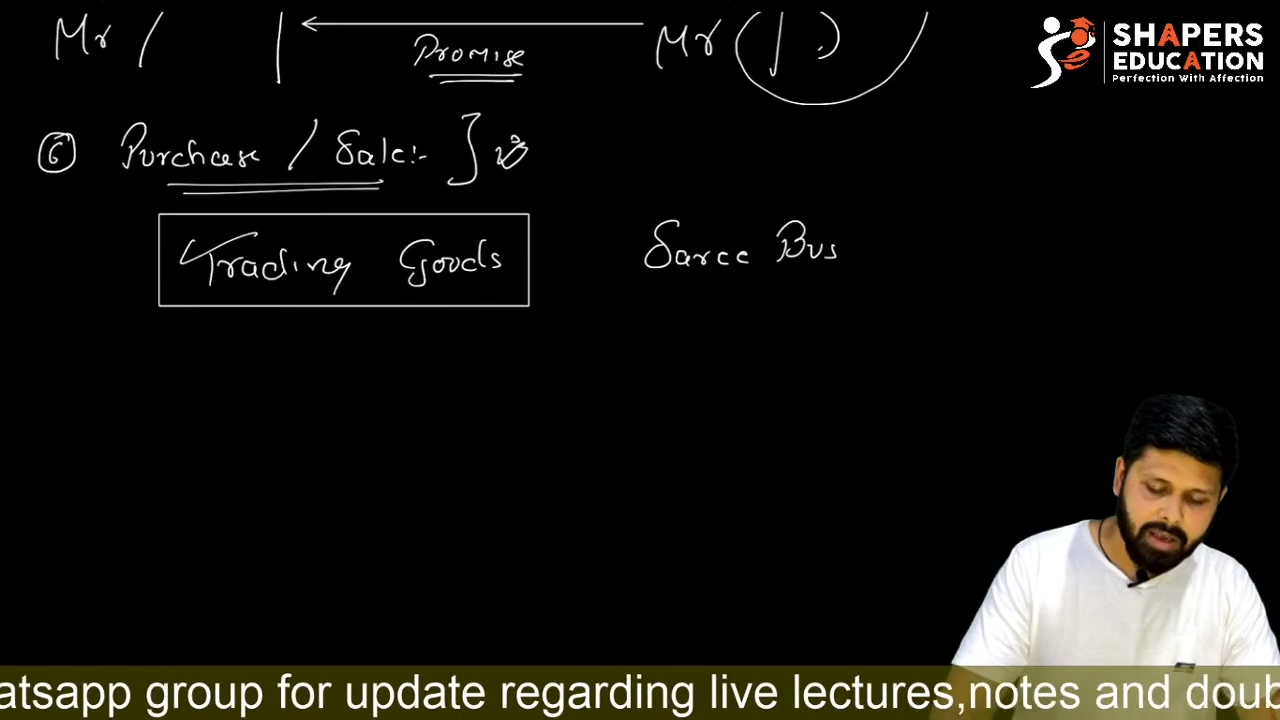 Mr
Promise
Mr
SHAPERS
EDUCATION
Perfection With Affection
6 Purchase / Sale:-
Trading Goods
Saree Bus
atsapp group for update regarding live lectures,notes and doub